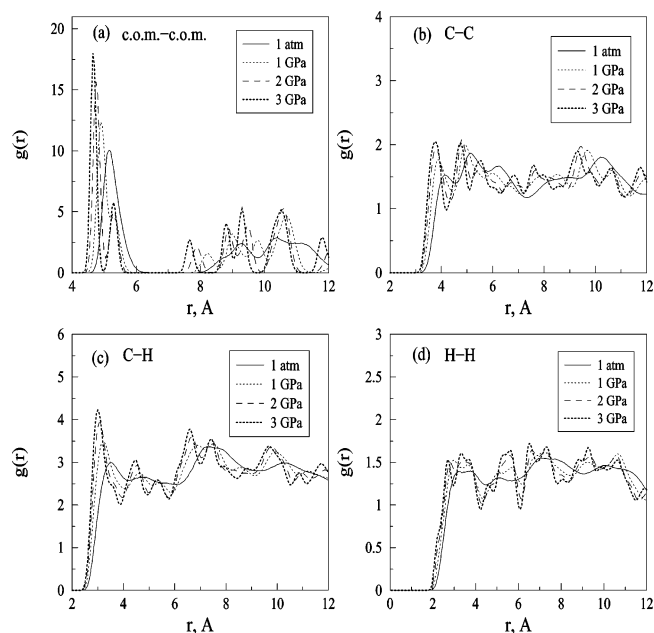 (a) c.o.m.−c.o.m.
1 atm
1 GPa
2 GPa
3 GPa
20
15
10
5
0
g(r)
4 6 8 10 12
r, A
(b) C−C
1 atm
1 GPa
2 GPa
3 GPa
4
3
2
1
0
g(r)
2 4 6 8 10 12
r, A
(c) C−H
1 atm
1 GPa
2 GPa
3 GPa
6
5
4
3
2
1
0
g(r)
2 4 6 8 10 12
r, A
(d) H−H
1 atm
1 GPa
2 GPa
3 GPa
3
2.5
2
1.5
1
0.5
0
g(r)
0 2 4 6 8 10 12
r, A